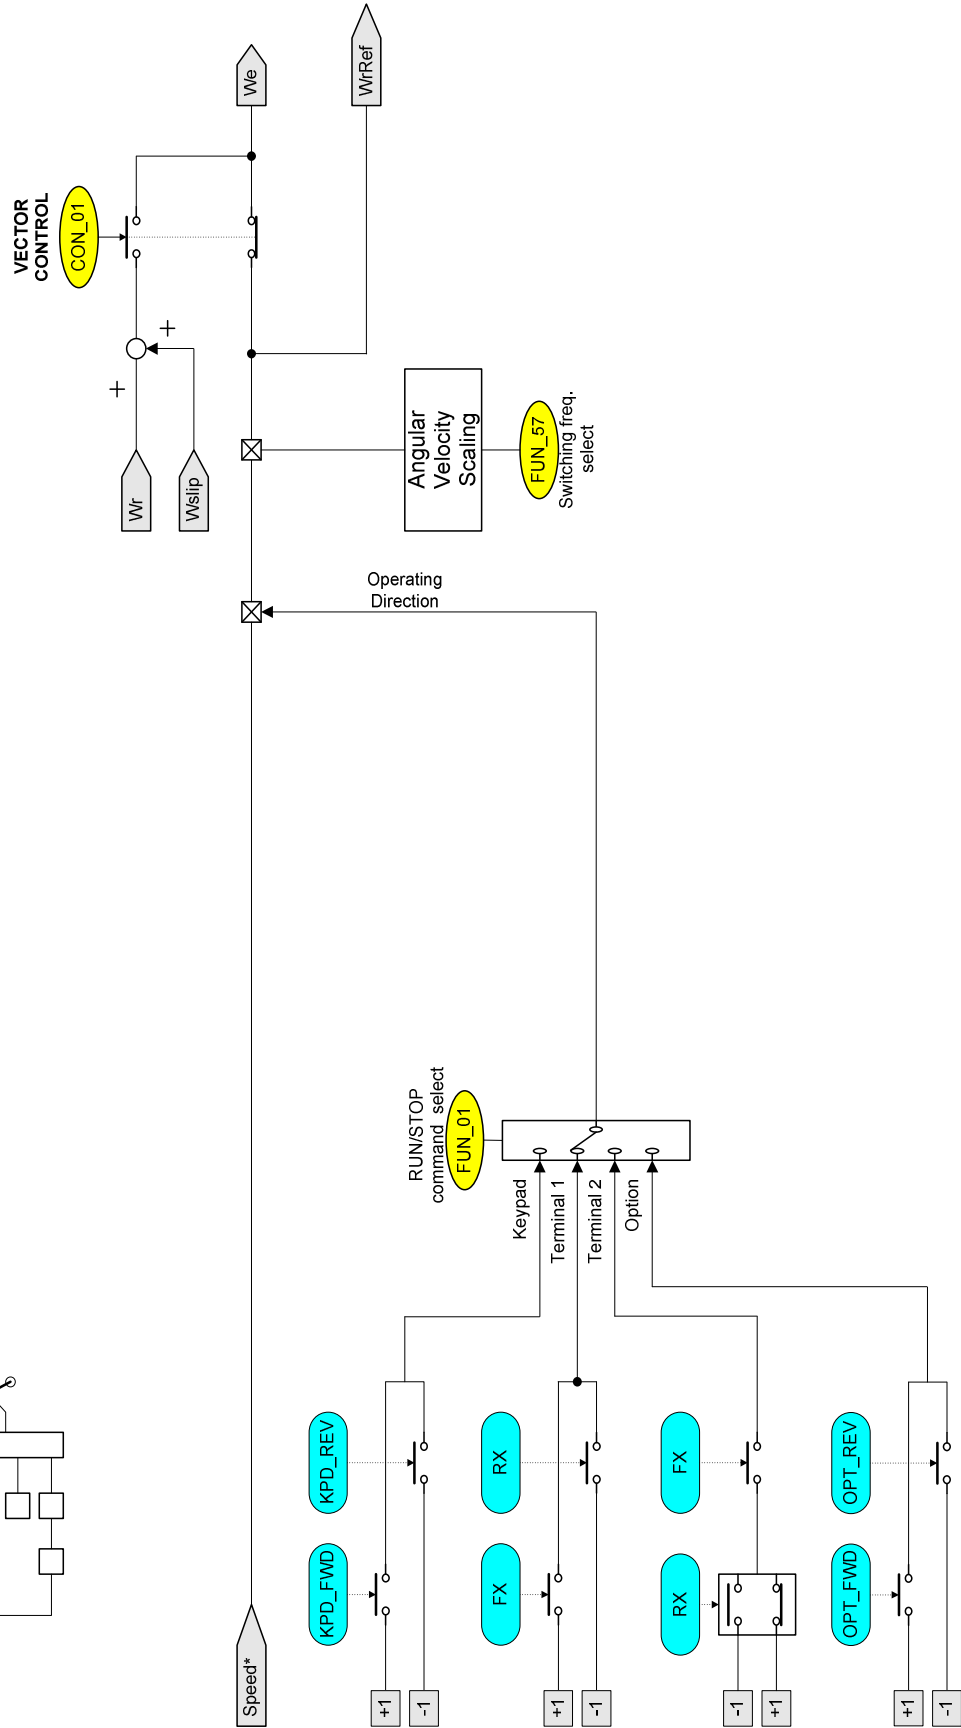 VECTOR
CONTROL
CON_01
We
WrRef
+
+
Wr
Wslip
Angular
Velocity
Scaling
FUN_57
Switching freq.
select
Operating
Direction
Speed*
RUN/STOP
command select
FUN_01
Keypad
Terminal 1
Terminal 2
Option
KPD_FWD
KPD_REV
+1
-1
FX
RX
+1
-1
RX
FX
-1
+1
OPT_FWD
OPT_REV
+1
-1